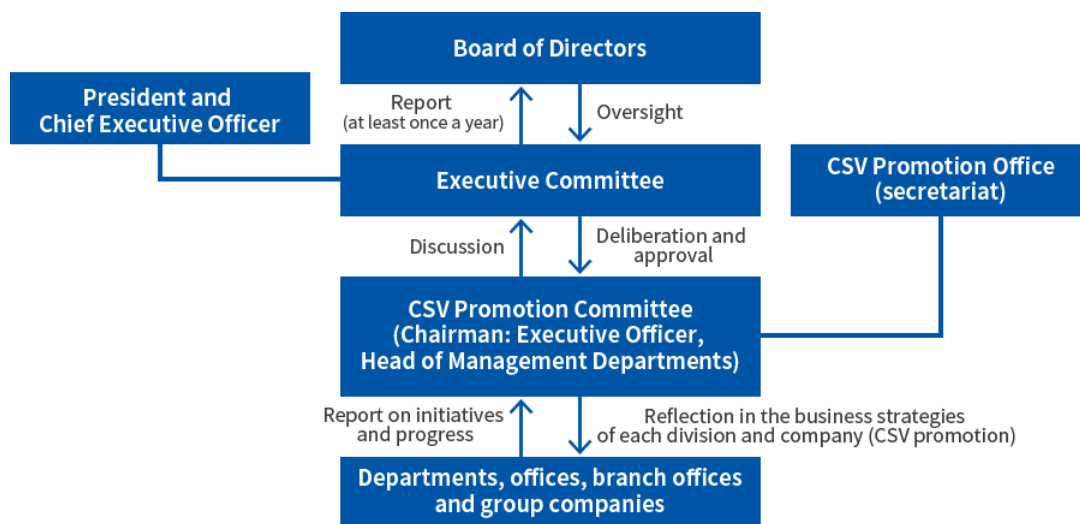 Board of Directors
President and
Chief Executive Officer
Report
(at least once a year)
Oversight
Executive Committee
CSV Promotion Office
(secretariat)
Discussion
Deliberation and
approval
CSV Promotion Committee
(Chairman: Executive Officer,
Head of Management Departments)
Report on initiatives
and progress
Reflection in the business strategies
of each division and company (CSV promotion)
Departments, offices, branch offices
and group companies